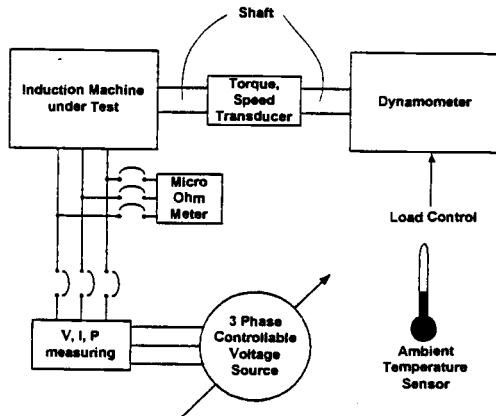 Shaft
Induction Machine
under Test
Torque,
Speed
Transducer
Dynamometer
Micro
Ohm
Meter
Load Control
V, I, P
measuring
3 Phase
Controllable
Voltage
Source
Ambient
Temperature
Sensor